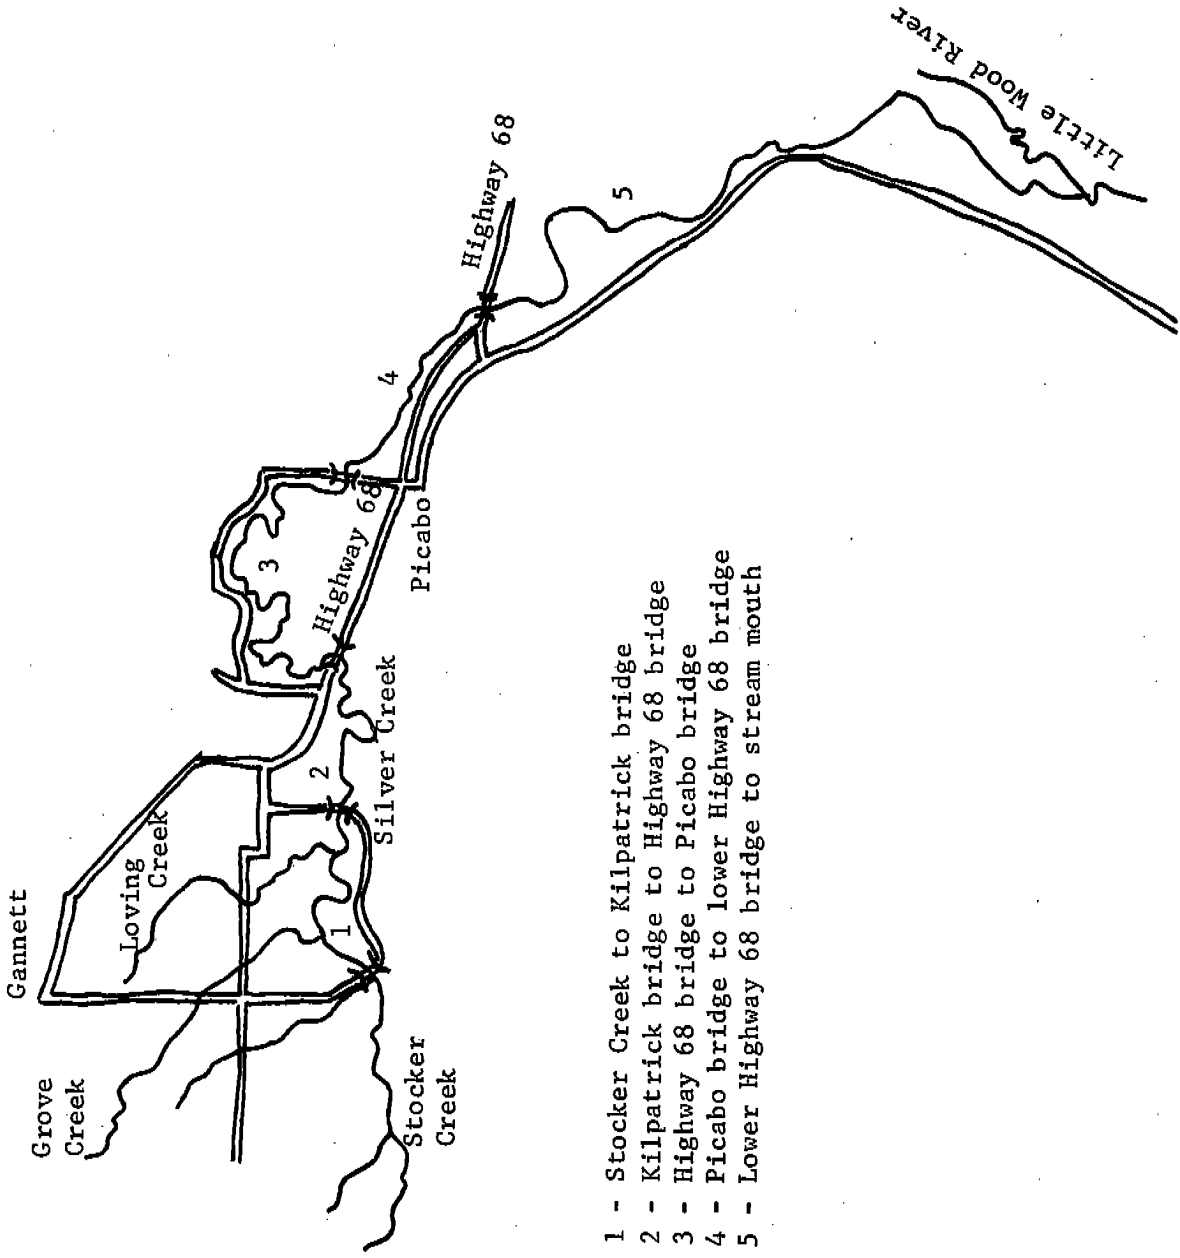 Gannett
Grove
Creek
Loving
Creek
Stocker
Creek
1
2
Silver Creek
3
Highway 68
Picabo
4
Highway 68
5
Little Wood River
1 - Stocker Creek to Kilpatrick bridge
2 - Kilpatrick bridge to Highway 68 bridge
3 - Highway 68 bridge to Picabo bridge
4 - Picabo bridge to lower Highway 68 bridge
5 - Lower Highway 68 bridge to stream mouth